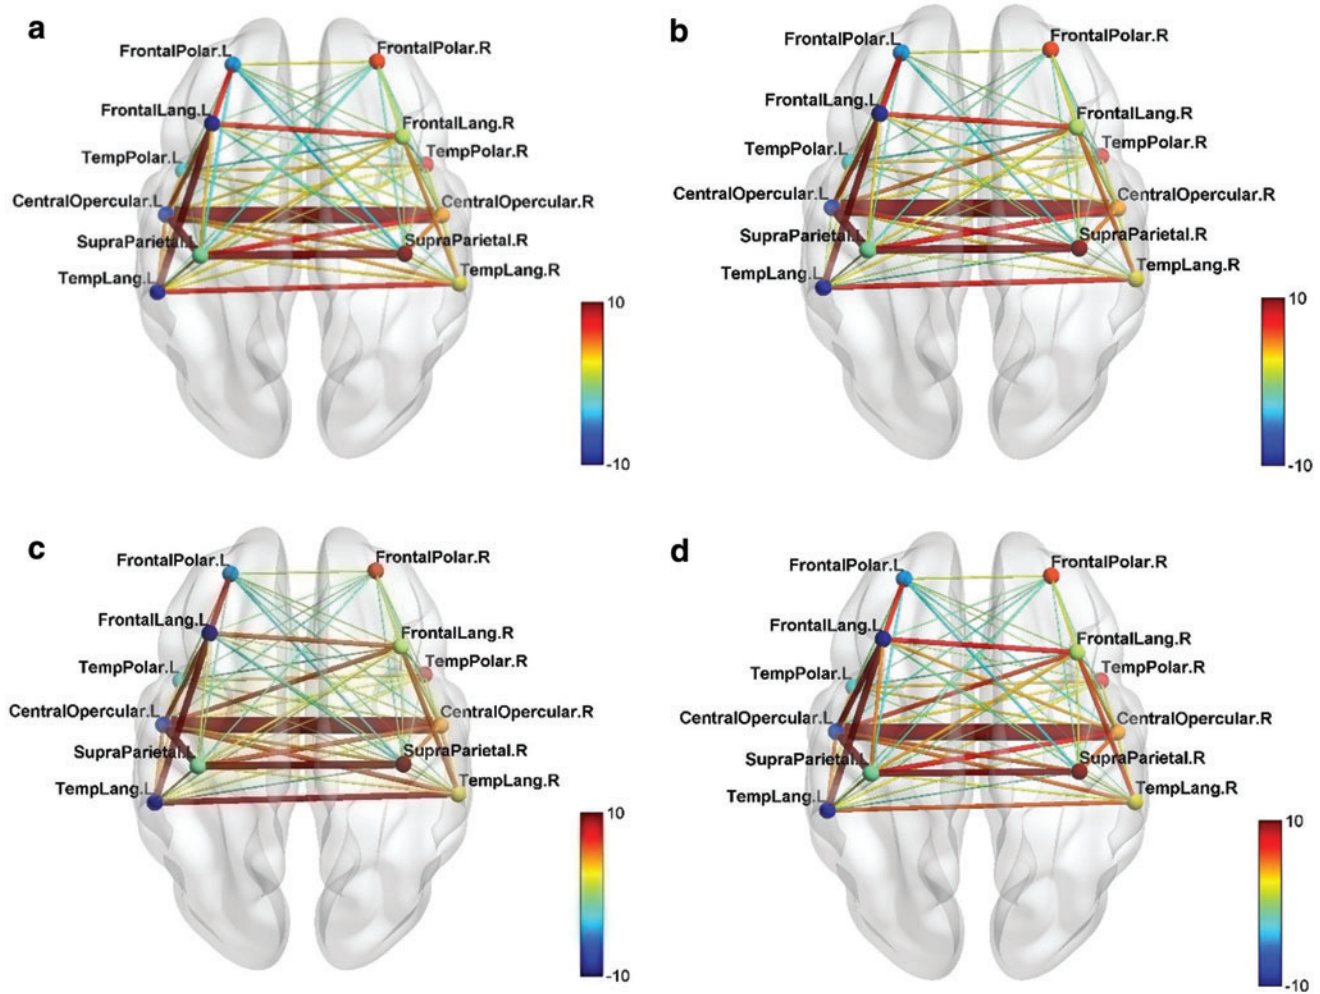 a
FrontalPolar.L
FrontalPolar.R
FrontalLang.L
FrontalLang.R
TempPolar.L
TempPolar.R
CentralOpercular.L
CentralOpercular.R
SupraParietal.L
SupraParietal.R
TempLang.L
TempLang.R
10
-10
b
FrontalPolar.L
FrontalPolar.R
FrontalLang.L
FrontalLang.R
TempPolar.L
TempPolar.R
CentralOpercular.L
CentralOpercular.R
SupraParietal.L
SupraParietal.R
TempLang.L
TempLang.R
10
-10
c
FrontalPolar.L
FrontalPolar.R
FrontalLang.L
FrontalLang.R
TempPolar.L
TempPolar.R
CentralOpercular.L
CentralOpercular.R
SupraParietal.L
SupraParietal.R
TempLang.L
TempLang.R
10
-10
d
FrontalPolar.L
FrontalPolar.R
FrontalLang.L
FrontalLang.R
TempPolar.L
TempPolar.R
CentralOpercular.L
CentralOpercular.R
SupraParietal.L
SupraParietal.R
TempLang.L
TempLang.R
10
-10